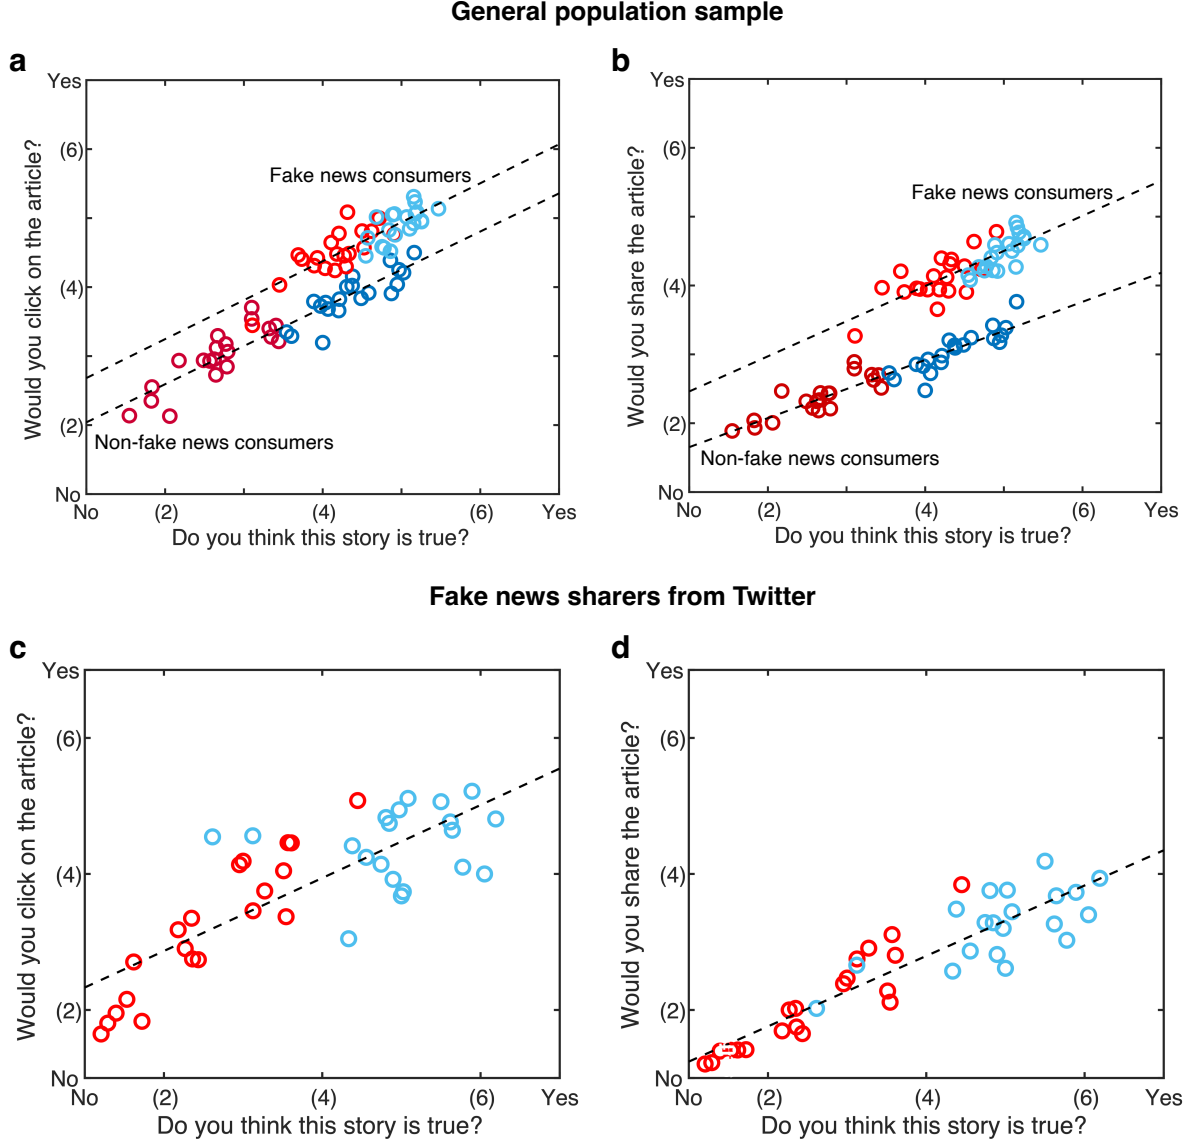 General population sample
a
Yes
(6)
(4)
(2)
No
Would you click on the article?
Fake news consumers
Non-fake news consumers
No
(2)
(4)
(6)
Yes
Do you think this story is true?
b
Yes
(6)
(4)
(2)
No
Would you share the article?
Fake news consumers
Non-fake news consumers
No
(2)
(4)
(6)
Yes
Do you think this story is true?
Fake news sharers from Twitter
c
Yes
(6)
(4)
(2)
No
Would you click on the article?
No
(2)
(4)
(6)
Yes
Do you think this story is true?
d
Yes
(6)
(4)
(2)
No
Would you share the article?
No
(2)
(4)
(6)
Yes
Do you think this story is true?